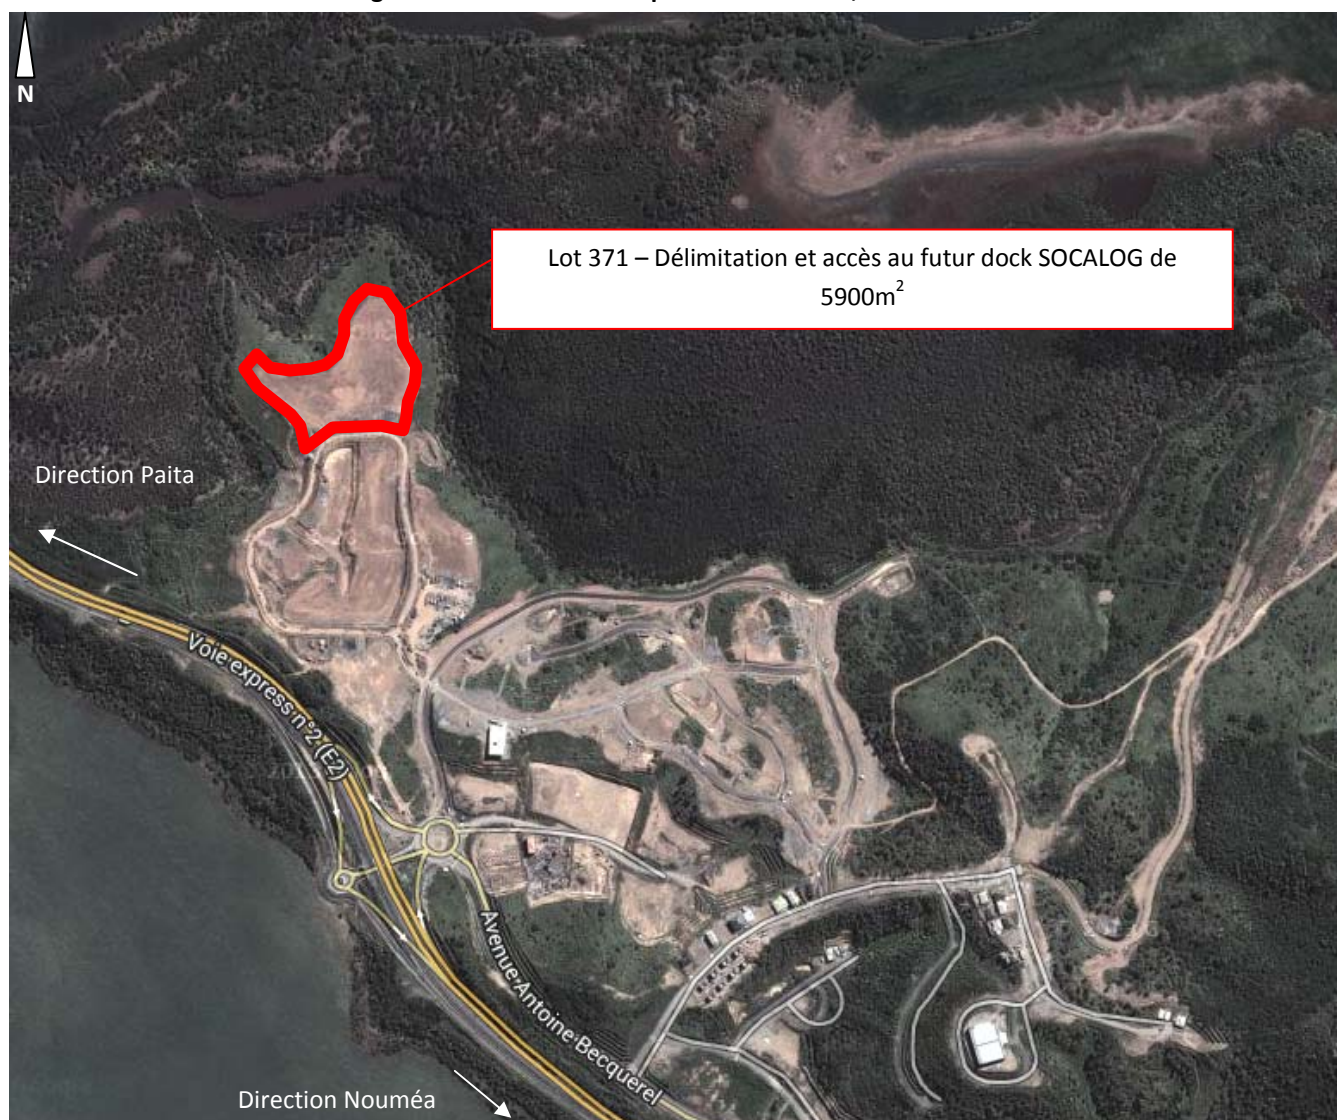 N
Lot 371 – Délimitation et accès au futur dock SOCALOG de
5900m²
Direction Paita
Voie express n°2 (E2)
Avenue Antoine Becquerel
Direction Nouméa